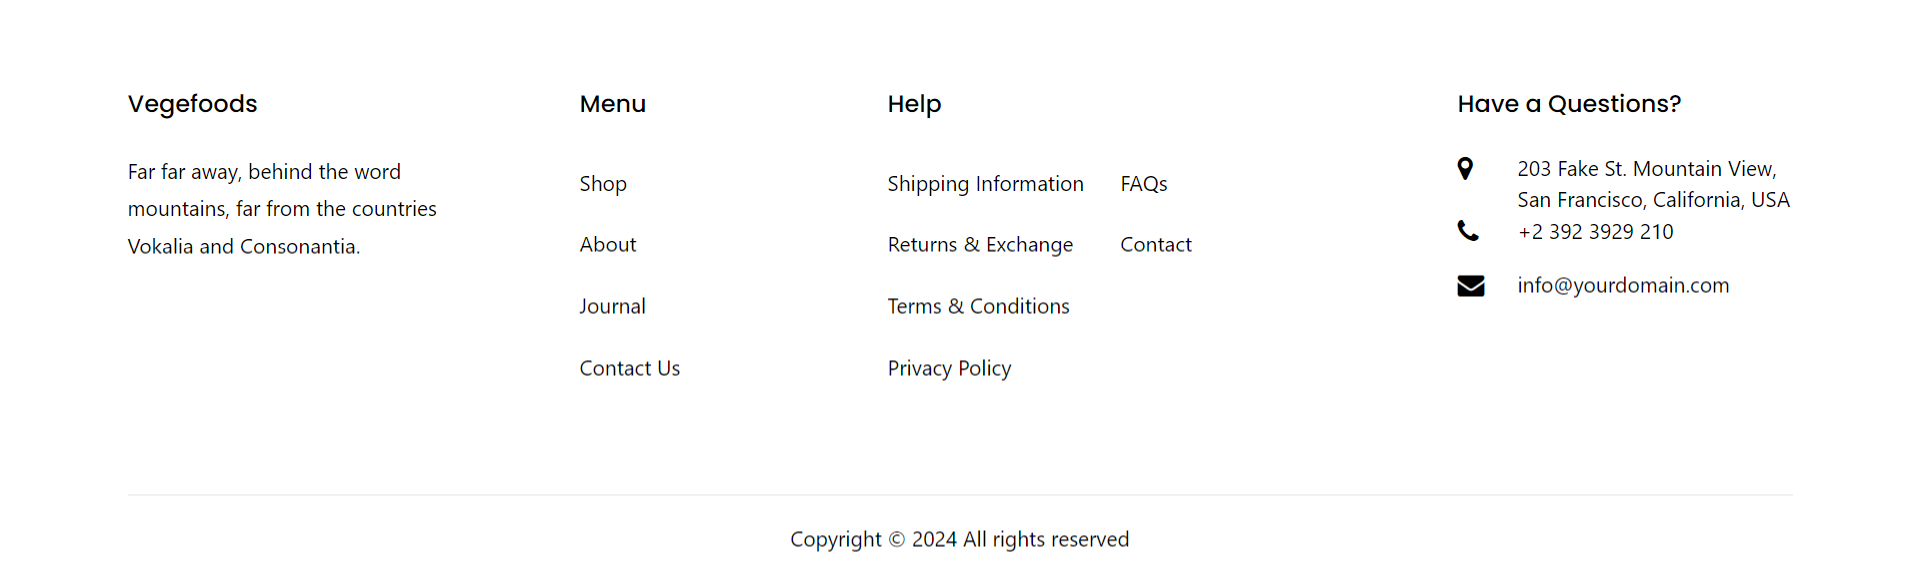 Vegefoods
Far far away, behind the word
mountains, far from the countries
Vokalia and Consonantia.
Menu
Shop
About
Journal
Contact Us
Help
Shipping Information
Returns & Exchange
Terms & Conditions
Privacy Policy
FAQs
Contact
Have a Questions?
203 Fake St. Mountain View,
San Francisco, California, USA
+2 392 3929 210
info@yourdomain.com
Copyright © 2024 All rights reserved